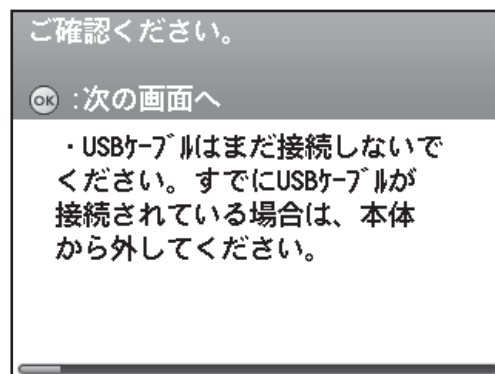 ご確認ください。
OK :次の画面へ
・USBｹｰﾌﾞﾙはまだ接続しないで
ください。すでにUSBｹｰﾌﾞﾙが
接続されている場合は、本体
から外してください。